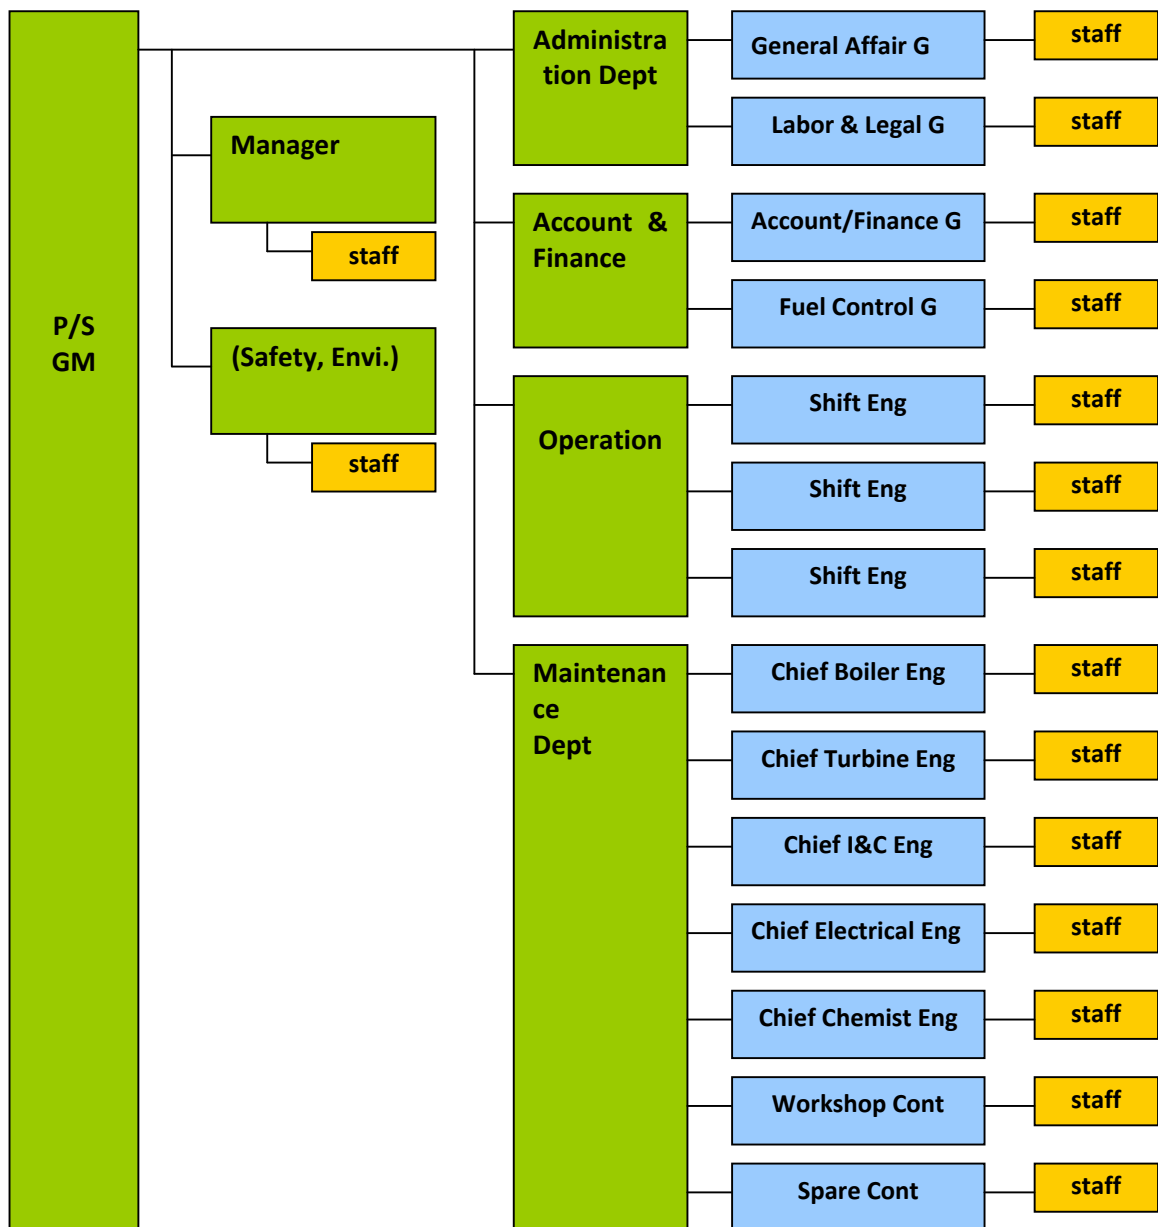 P/S
GM
Manager
staff
(Safety, Envi.)
staff
Administra
tion Dept
General Affair G
staff
Labor & Legal G
staff
Account &
Finance
Account/Finance G
staff
Fuel Control G
staff
Operation
Shift Eng
staff
Shift Eng
staff
Shift Eng
staff
Maintenan
ce
Dept
Chief Boiler Eng
staff
Chief Turbine Eng
staff
Chief I&C Eng
staff
Chief Electrical Eng
staff
Chief Chemist Eng
staff
Workshop Cont
staff
Spare Cont
staff